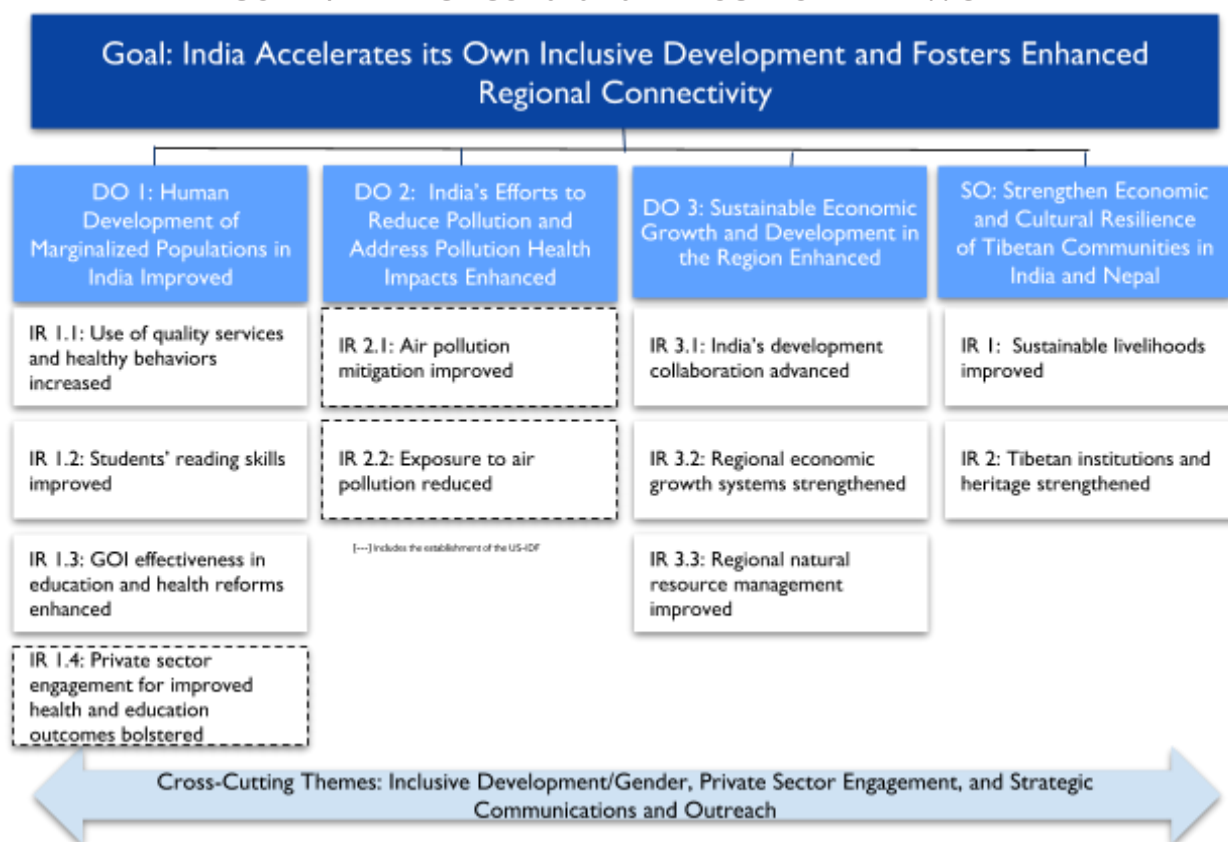 Goal: India Accelerates its Own Inclusive Development and Fosters Enhanced
Regional Connectivity
DO 1: Human
Development of
Marginalized Populations in
India Improved
IR 1.1: Use of quality services
and healthy behaviors
increased
IR 1.2: Students' reading skills
improved
IR 1.3: GOI effectiveness in
education and health reforms
enhanced
IR 1.4: Private sector
engagement for improved
health and education
outcomes bolstered
DO 2: India's Efforts to
Reduce Pollution and
Address Pollution Health
Impacts Enhanced
IR 2.1: Air pollution
mitigation improved
IR 2.2: Exposure to air
pollution reduced
[---] Includes the establishment of the US-IDF
DO 3: Sustainable Economic
Growth and Development in
the Region Enhanced
IR 3.1: India's development
collaboration advanced
IR 3.2: Regional economic
growth systems strengthened
IR 3.3: Regional natural
resource management
improved
SO: Strengthen Economic
and Cultural Resilience
of Tibetan Communities in
India and Nepal
IR 1: Sustainable livelihoods
improved
IR 2: Tibetan institutions and
heritage strengthened
Cross-Cutting Themes: Inclusive Development/Gender, Private Sector Engagement, and Strategic
Communications and Outreach